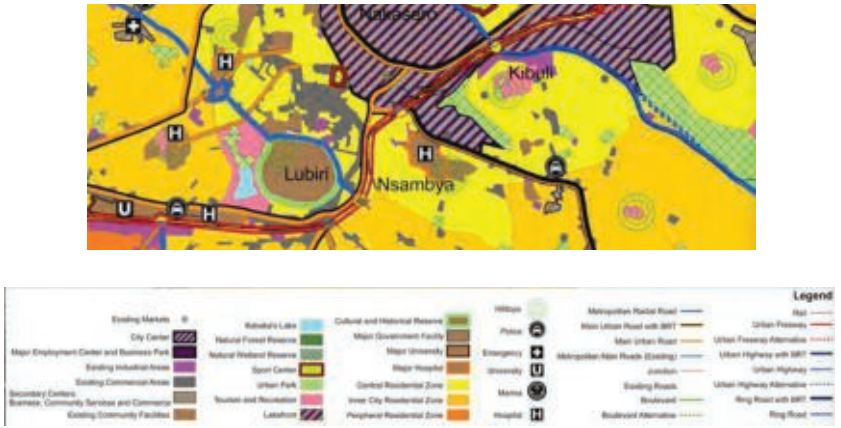 Nakasero
Kibuli
H
H
H
Lubiri
Nsambya
U
H
Legend
Existing Markets
City Center
Major Employment Center and Business Park
Existing Industrial Areas
Existing Commercial Areas
Secondary Centers:
Business, Community Services and Commerce
Existing Community Facilities
Kabaka's Lake
Natural Forest Reserve
Natural Wetland Reserve
Sport Center
Urban Park
Tourism and Recreation
Lakefront
Cultural and Historical Reserve
Major Government Facility
Major University
Major Hospital
Central Residential Zone
Inner City Residential Zone
Peripheral Residential Zone
Hilltops
Police
Emergency
University U
Marina
Hospital H
Metropolitan Radial Road
Main Urban Road with BRT
Main Urban Road
Metropolitan Main Roads (Existing)
Junction
Existing Roads
Boulevard
Boulevard Alternative
Rail
Urban Freeway
Urban Freeway Alternative
Urban Highway with BRT
Urban Highway
Urban Highway Alternative
Ring Road with BRT
Ring Road